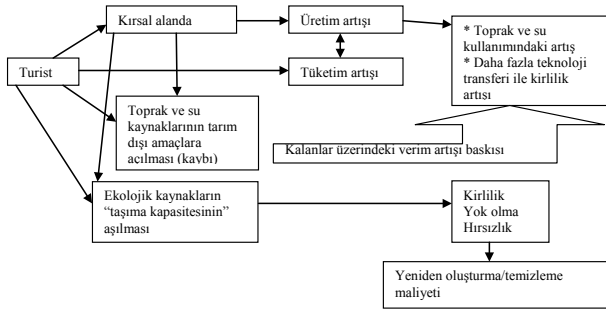 Kırsal alanda
Üretim artışı
* Toprak ve su
kullanımındaki artış
* Daha fazla teknoloji
transferi ile kirlilik
artısı
Turist
Tüketim artışı
Toprak ve su
kaynaklarının tarım
dışı amaçlara
açılması (kaybı)
Kalanlar üzerindeki verim artışı baskısı
Ekolojik kaynakların
“taşıma kapasitesinin”
aşılması
Kirlilik
Yok olma
Hırsızlık
Yeniden oluşturma/temizleme
maliyeti